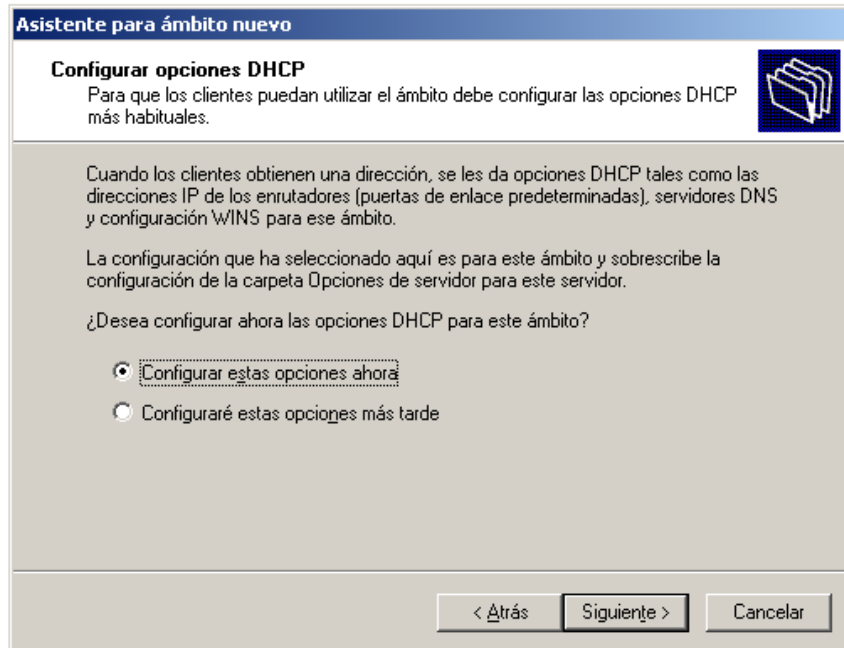 Asistente para ámbito nuevo
Configurar opciones DHCP
Para que los clientes puedan utilizar el ámbito debe configurar las opciones DHCP
más habituales.
Cuando los clientes obtienen una dirección, se les da opciones DHCP tales como las
direcciones IP de los enrutadores (puertas de enlace predeterminadas), servidores DNS
y configuración WINS para ese ámbito.
La configuración que ha seleccionado aquí es para este ámbito y sobrescribe la
configuración de la carpeta Opciones de servidor para este servidor.
¿Desea configurar ahora las opciones DHCP para este ámbito?
Configurar estas opciones ahora
Configuraré estas opciones más tarde
< Atrás Siguiente > Cancelar